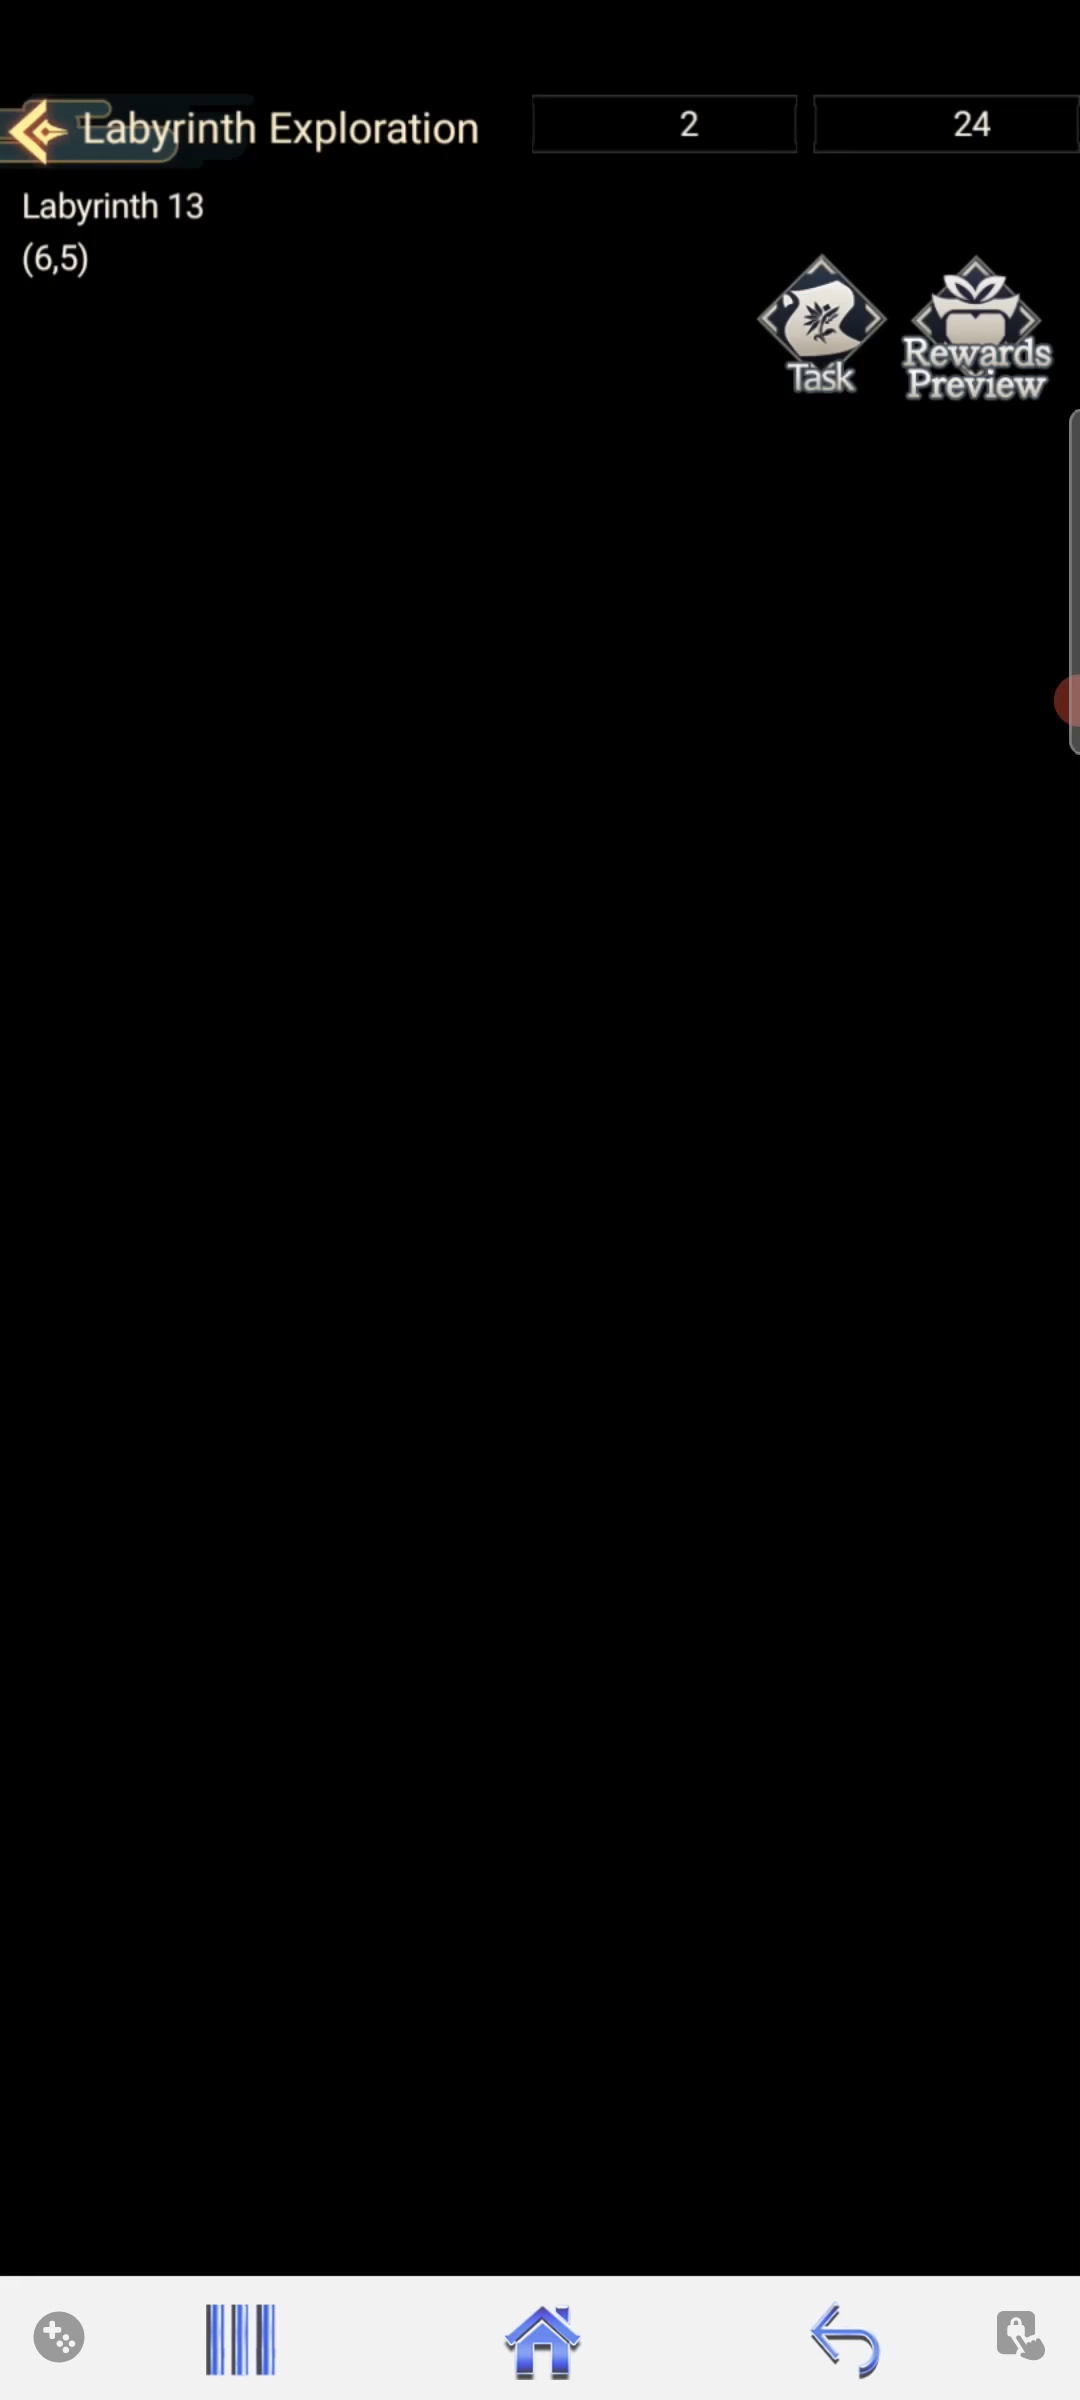 Labyrinth Exploration
2
24
Labyrinth 13
(6,5)
Task
Rewards
Preview